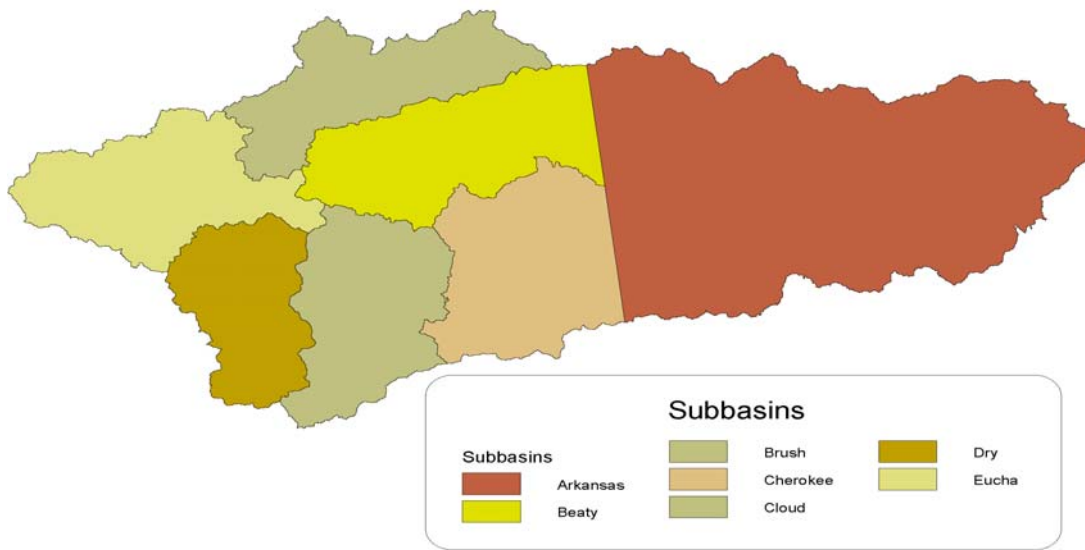 Subbasins
Subbasins
Arkansas
Beaty
Brush
Cherokee
Cloud
Dry
Eucha